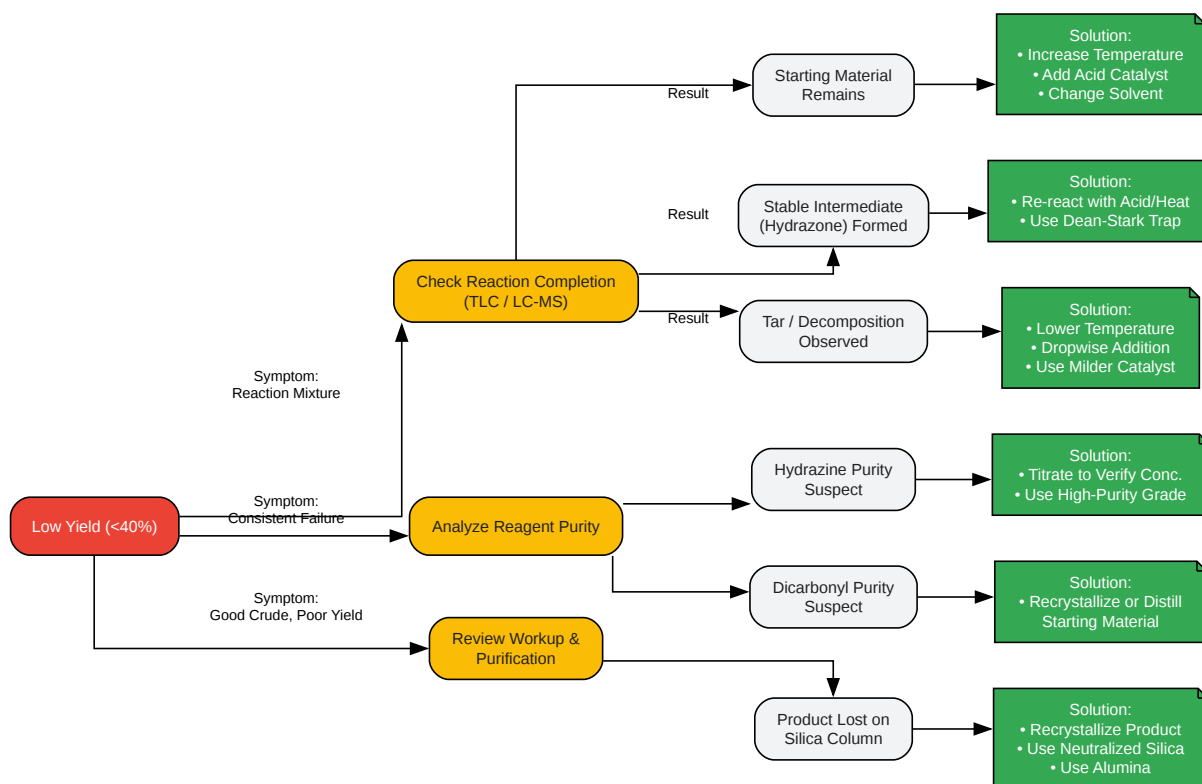 Solution:
• Increase Temperature
• Add Acid Catalyst
• Change Solvent
Starting Material
Remains
Result
Solution:
• Re-react with Acid/Heat
• Use Dean-Stark Trap
Stable Intermediate
(Hydrazone) Formed
Result
Check Reaction Completion
(TLC / LC-MS)
Solution:
• Lower Temperature
• Dropwise Addition
• Use Milder Catalyst
Tar / Decomposition
Observed
Result
Symptom:
Reaction Mixture
Solution:
• Titrate to Verify Conc.
• Use High-Purity Grade
Hydrazine Purity
Suspect
Symptom:
Consistent Failure
Low Yield (<40%)
Analyze Reagent Purity
Solution:
• Recrystallize or Distill
Starting Material
Dicarbonyl Purity
Suspect
Symptom:
Good Crude, Poor Yield
Review Workup &
Purification
Product Lost on
Silica Column
Solution:
• Recrystallize Product
• Use Neutralized Silica
• Use Alumina